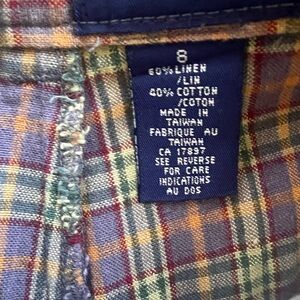 8
60% LINEN
/LIN
40% COTTON
/COTON
MADE IN
TAIWAN
FABRIQUE AU
TAIWAN
CA 17897
SEE REVERSE
FOR CARE
INDICATIONS
AU DOS